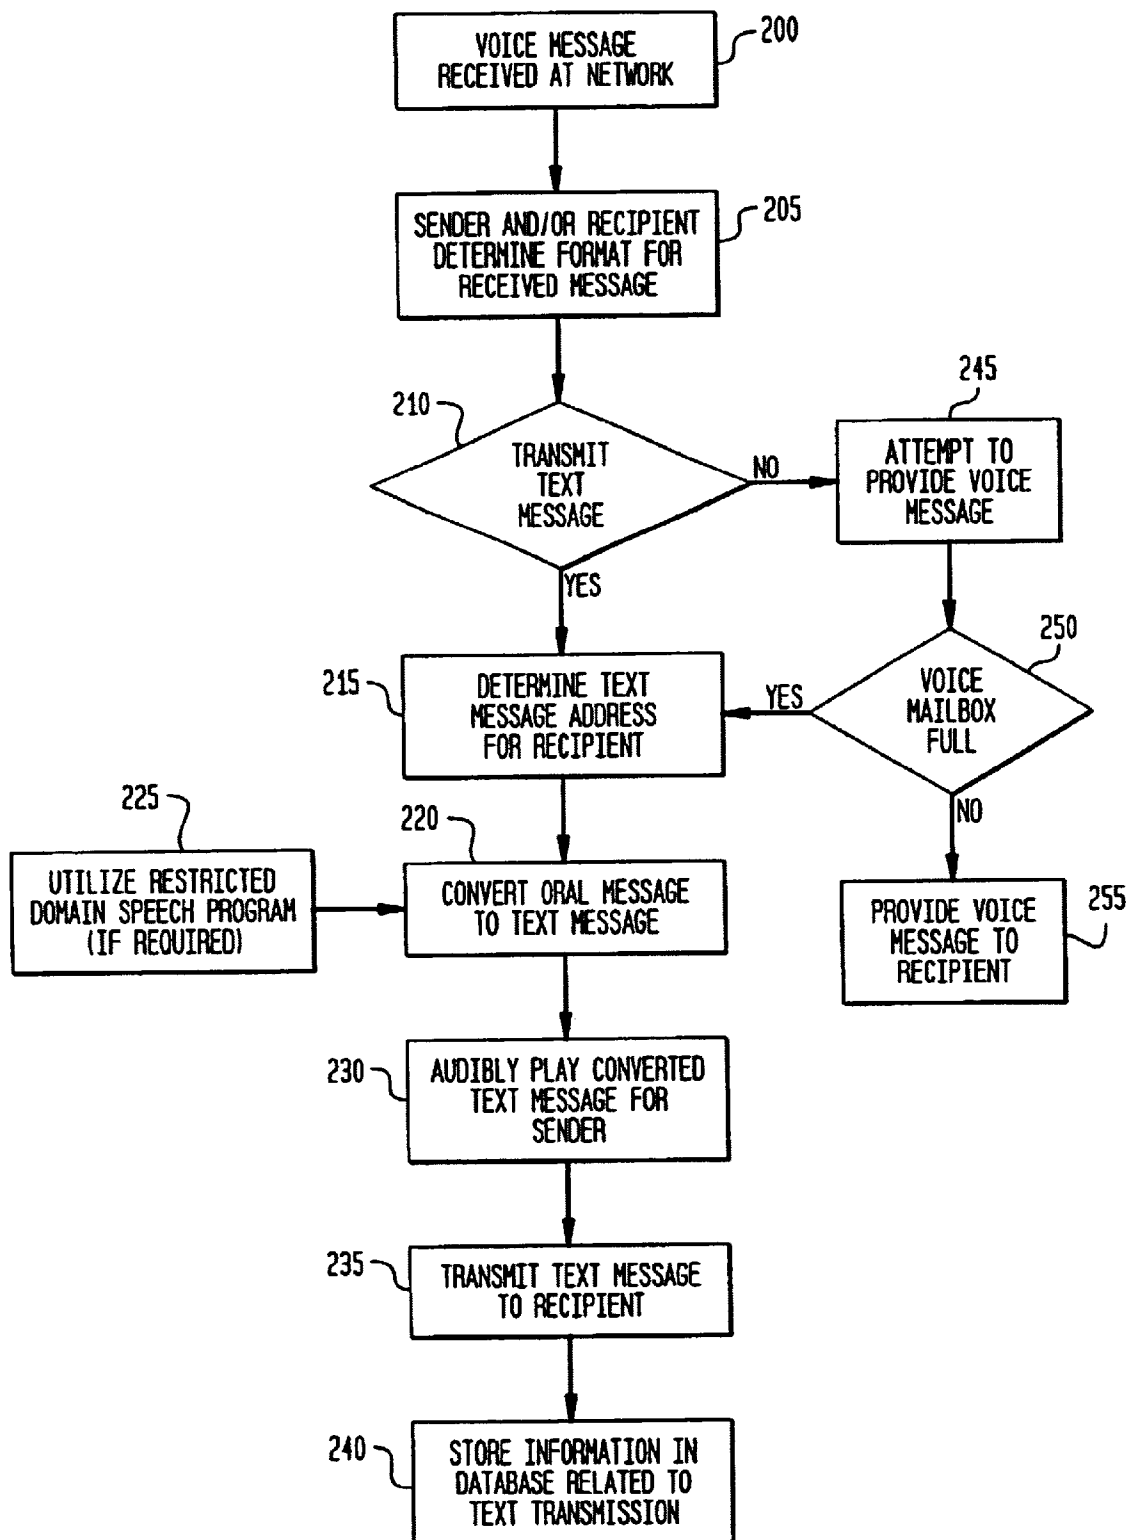 VOICE MESSAGE
RECEIVED AT NETWORK
200
SENDER AND/OR RECIPIENT
DETERMINE FORMAT FOR
RECEIVED MESSAGE
205
210
TRANSMIT
TEXT
MESSAGE
NO
YES
245
ATTEMPT TO
PROVIDE VOICE
MESSAGE
250
VOICE
MAILBOX
FULL
YES
NO
215
DETERMINE TEXT
MESSAGE ADDRESS
FOR RECIPIENT
255
PROVIDE VOICE
MESSAGE TO
RECIPIENT
225
UTILIZE RESTRICTED
DOMAIN SPEECH PROGRAM
(IF REQUIRED)
220
CONVERT ORAL MESSAGE
TO TEXT MESSAGE
230
AUDIBLY PLAY CONVERTED
TEXT MESSAGE FOR
SENDER
235
TRANSMIT TEXT MESSAGE
TO RECIPIENT
240
STORE INFORMATION IN
DATABASE RELATED TO
TEXT TRANSMISSION